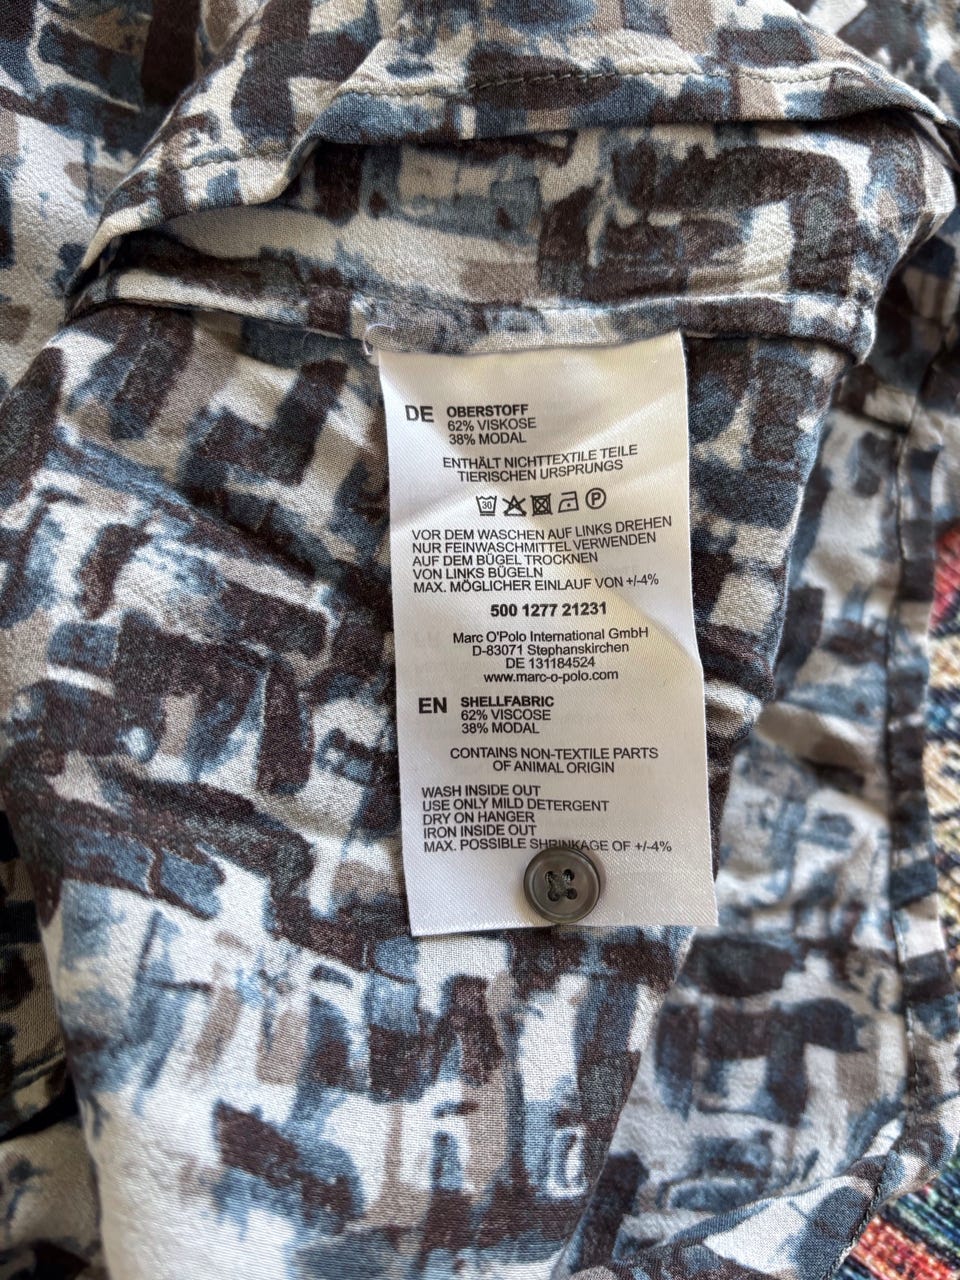 DE OBERSTOFF
62% VISKOSE
38% MODAL
ENTHÄLT NICHTTEXTILE TEILE
TIERISCHEN URSPRUNGS
30 P
VOR DEM WASCHEN AUF LINKS DREHEN
NUR FEINWASCHMITTEL VERWENDEN
AUF DEM BÜGEL TROCKNEN
VON LINKS BÜGELN
MAX. MÖGLICHER EINLAUF VON +/-4%
500 1277 21231
Marc O'Polo International GmbH
D-83071 Stephanskirchen
DE 131184524
www.marc-o-polo.com
EN SHELLFABRIC
62% VISCOSE
38% MODAL
CONTAINS NON-TEXTILE PARTS
OF ANIMAL ORIGIN
WASH INSIDE OUT
USE ONLY MILD DETERGENT
DRY ON HANGER
IRON INSIDE OUT
MAX. POSSIBLE SHRINKAGE OF +/-4%